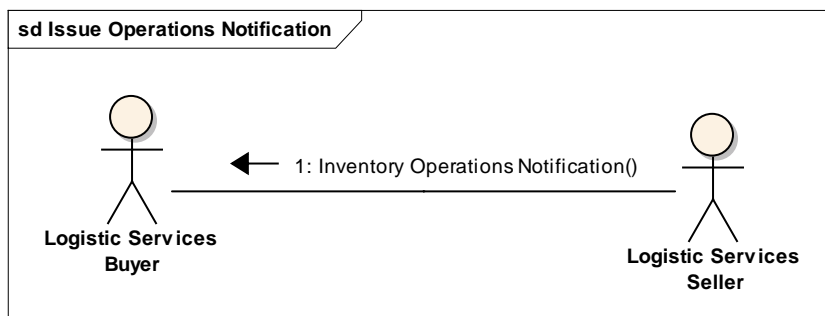 sd Issue Operations Notification
1: Inventory Operations Notification()
Logistic Services
Buyer
Logistic Services
Seller